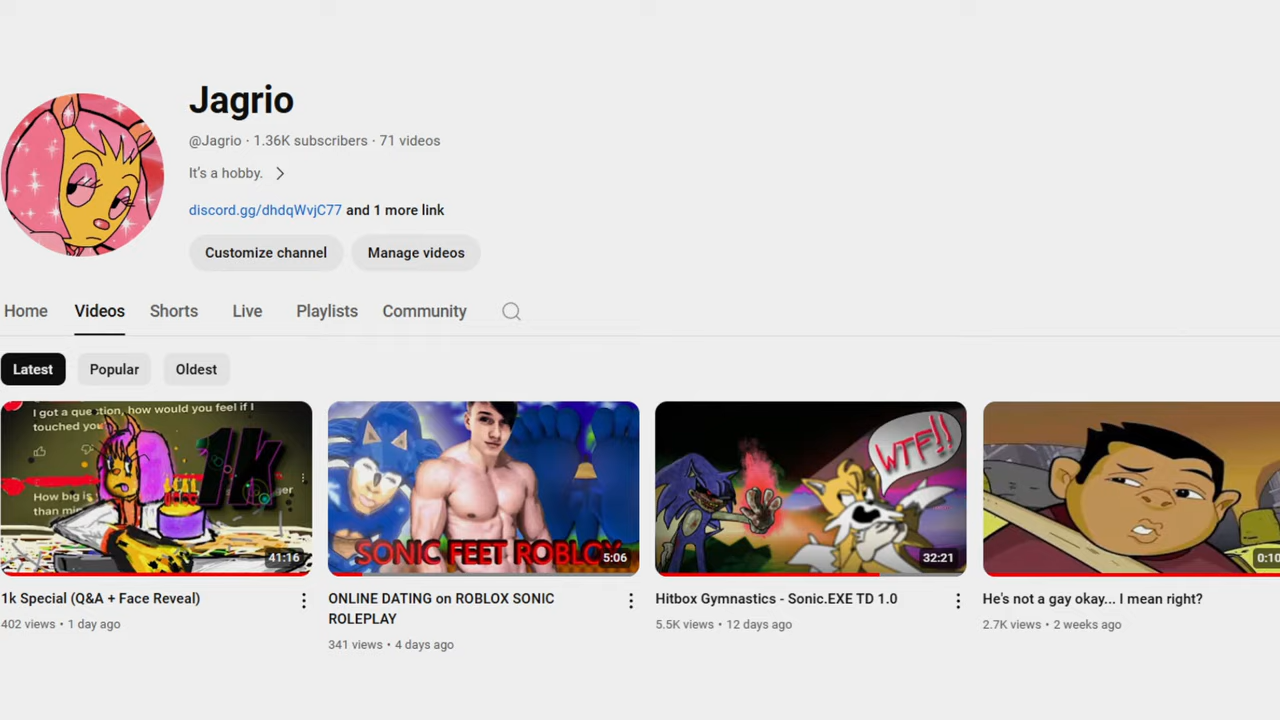 Jagrio
@Jagrio · 1.36K subscribers · 71 videos
It's a hobby.
discord.gg/dhdqWvjC77 and 1 more link
Customize channel
Manage videos
Home
Videos
Shorts
Live
Playlists
Community
Latest
Popular
Oldest
I got a question, how would you feel if I
touched you
1k
How big is
than
41:16
SONIC FEET ROBLOX
5:06
WTF!!
32:21
0:10
1k Special (Q&A + Face Reveal)
402 views • 1 day ago
ONLINE DATING on ROBLOX SONIC
ROLEPLAY
341 views • 4 days ago
Hitbox Gymnastics - Sonic.EXE TD 1.0
5.5K views • 12 days ago
He's not a gay okay... I mean right?
2.7K views • 2 weeks ago